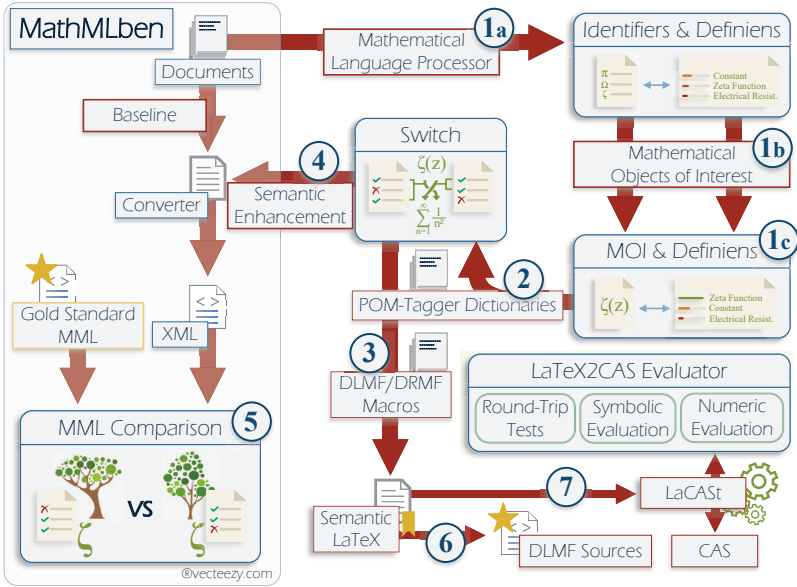 MathMLben
Documents
Mathematical
Language Processor
1a
Identifiers & Definiens
π
Ω
ζ
Constant
Zeta Function
Electrical Resist.
Baseline
4
Semantic
Enhancement
Switch
ζ(z)
∞
∑ 1/n²
n=1
Mathematical
Objects of Interest
1b
Converter
MOI & Definiens
1c
ζ(z)
Zeta Function
Constant
Electrical Resist.
2
POM-Tagger Dictionaries
Gold Standard
MML
XML
3
DLMF/DRMF
Macros
LaTeX2CAS Evaluator
Round-Trip
Tests
Symbolic
Evaluation
Numeric
Evaluation
MML Comparison
5
vs
ζ
ζ
Semantic
LaTeX
7
LaCASt
6
DLMF Sources
CAS
®vecteezy.com